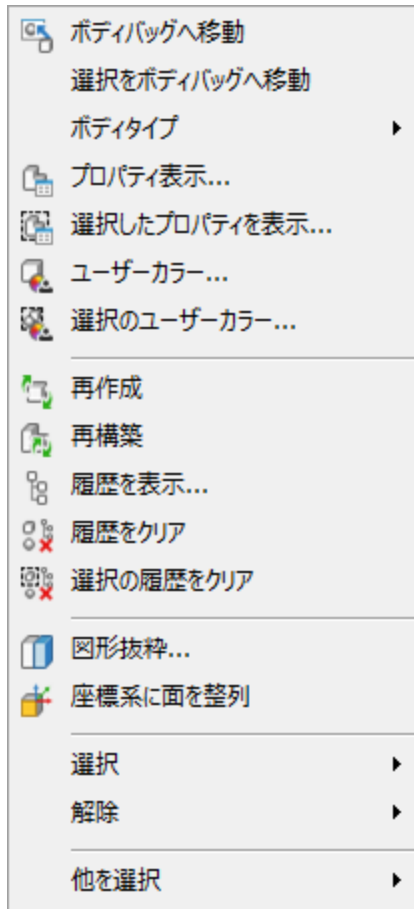 ボディバッグへ移動
選択をボディバッグへ移動
ボディタイプ
プロパティ表示...
選択したプロパティを表示...
ユーザーカラー...
選択のユーザーカラー...
再作成
再構築
履歴を表示...
履歴をクリア
選択の履歴をクリア
図形抜粋...
座標系に面を整列
選択
解除
他を選択